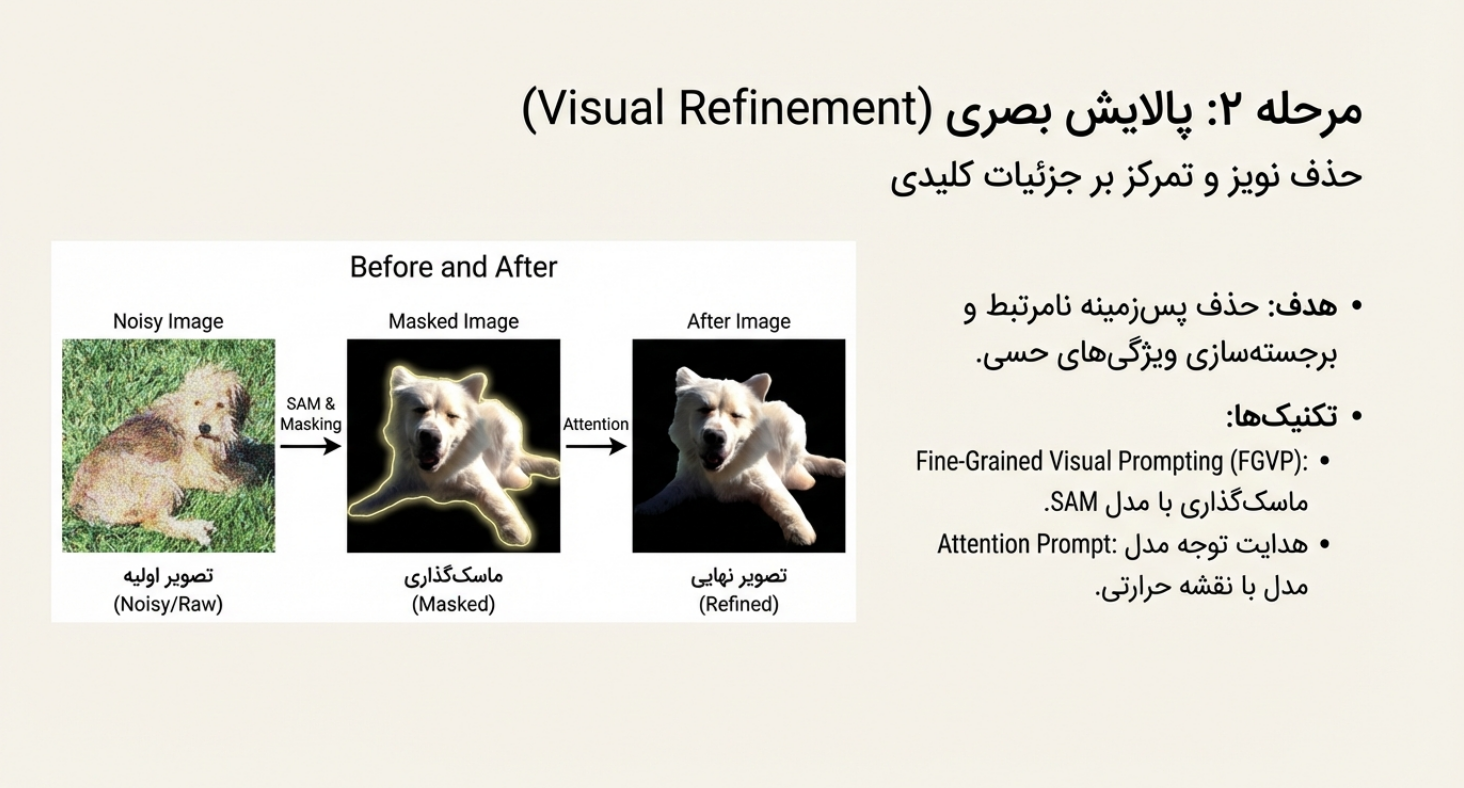 مرحله ۲: پالایش بصری (Visual Refinement)
حذف نویز و تمرکز بر جزئیات کلیدی
• هدف: حذف پس‌زمینه نامرتبط و
برجسته‌سازی ویژگی‌های حسی.
• تکنیک‌ها:
• Fine-Grained Visual Prompting (FGVP):
ماسک‌گذاری با مدل SAM.
• هدایت توجه مدل Attention Prompt:
مدل با نقشه حرارتی.
Before and After
Noisy Image
Masked Image
After Image
SAM &
Masking
Attention
تصویر اولیه
(Noisy/Raw)
ماسک‌گذاری
(Masked)
تصویر نهایی
(Refined)